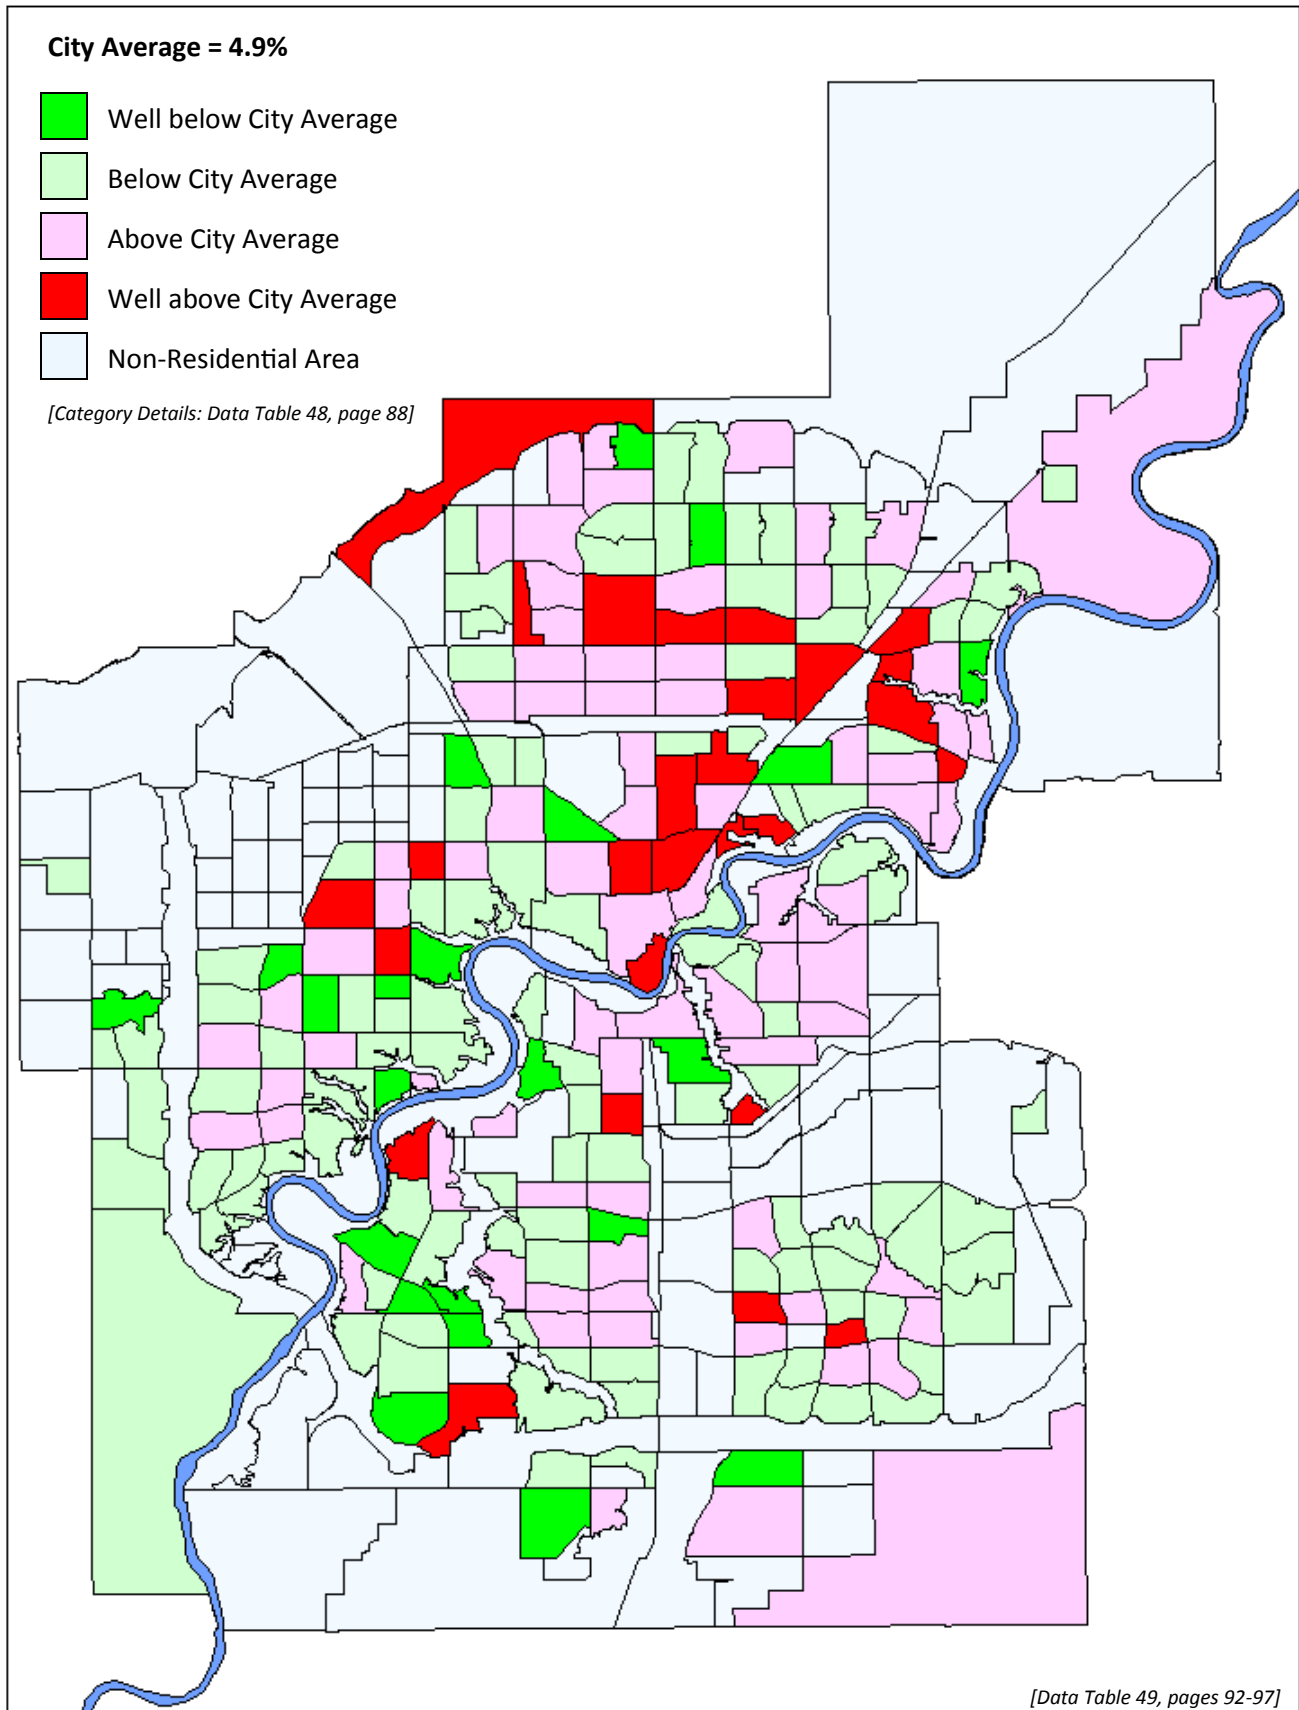 City Average = 4.9%
Well below City Average
Below City Average
Above City Average
Well above City Average
Non-Residential Area
[Category Details: Data Table 48, page 88]
[Data Table 49, pages 92-97]